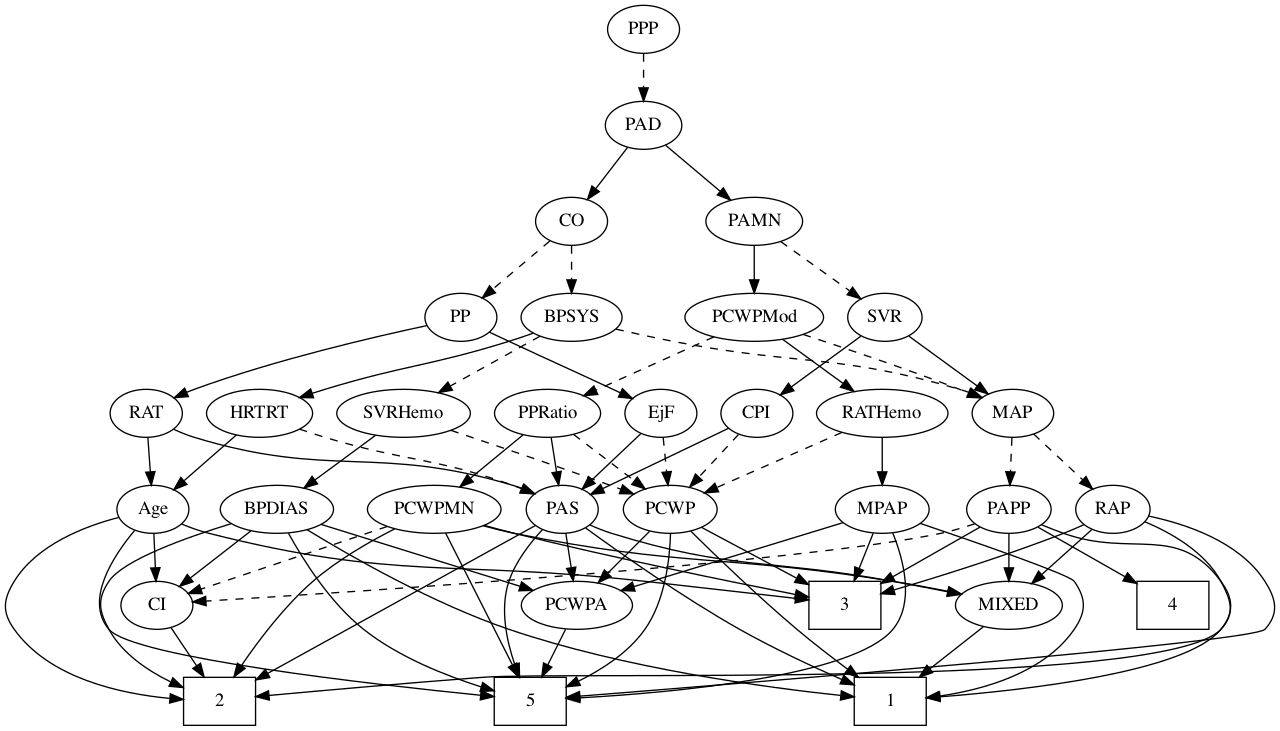 PPP
PAD
CO
PAMN
PP
BPSYS
PCWPMod
SVR
RAT
HRTRT
SVRHemo
PPRatio
EjF
CPI
RATHemo
MAP
Age
BPDIAS
PCWPMN
PAS
PCWP
MPAP
PAPP
RAP
CI
PCWPA
3
MIXED
4
2
5
1